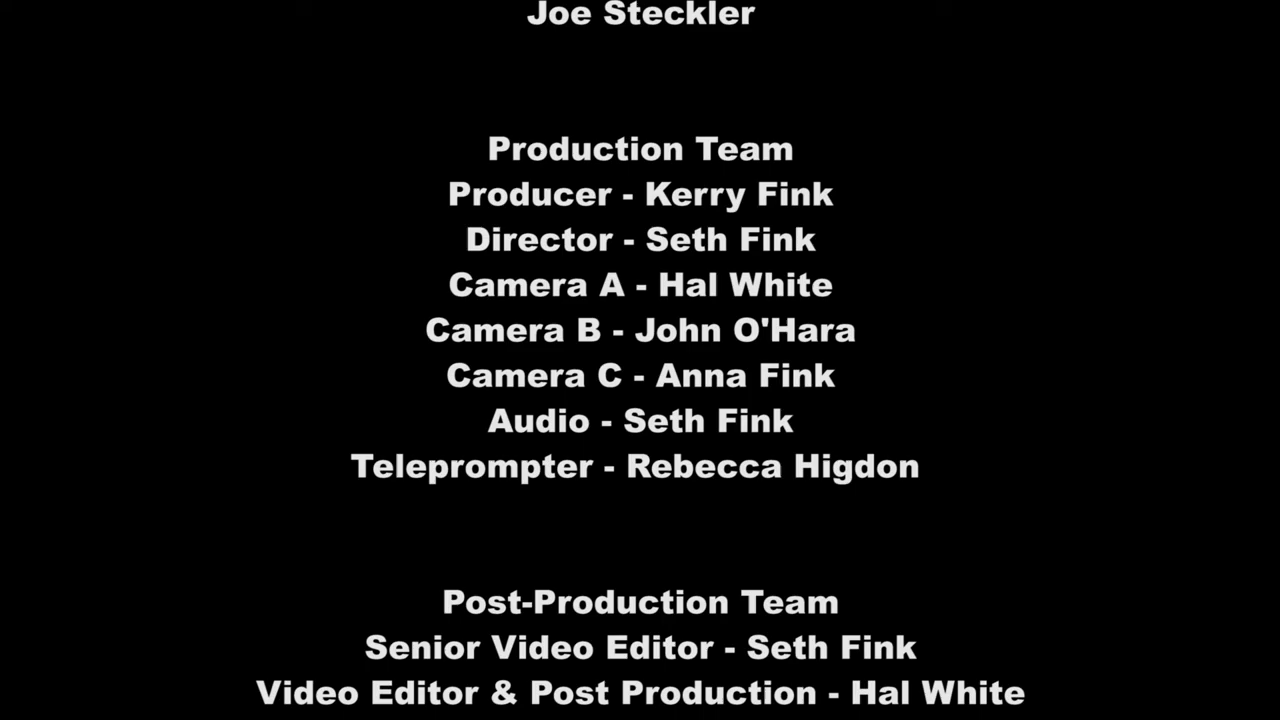 Joe Steckler
Production Team
Producer - Kerry Fink
Director - Seth Fink
Camera A - Hal White
Camera B - John O'Hara
Camera C - Anna Fink
Audio - Seth Fink
Teleprompter - Rebecca Higdon
Post-Production Team
Senior Video Editor - Seth Fink
Video Editor & Post Production - Hal White